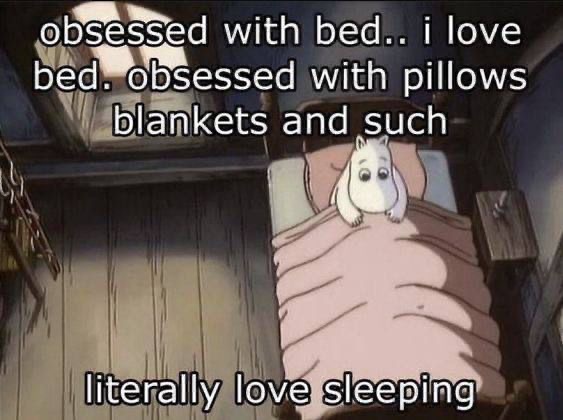 obsessed with bed.. i love
bed. obsessed with pillows
blankets and such
literally love sleeping